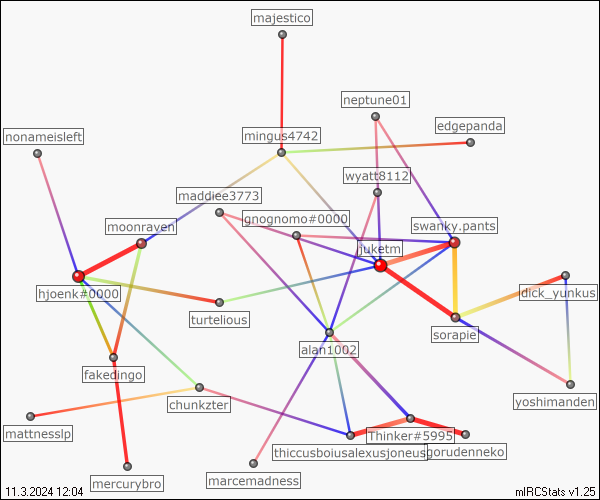 majestico
neptune01
edgepanda
nonameisleft
mingus4742
wyatt8112
maddiee3773
gnognomo#0000
moonraven
swanky.pants
juketm
hjoenk#0000
dick_yunkus
turtelious
sorapie
alan1002
fakedingo
chunkzter
yoshimanden
mattnesslp
Thinker#5995
thiccusboiusalexusjoneus
gorudenneko
mercurybro
marcemadness
11.3.2024 12:04
mIRCStats v1.25